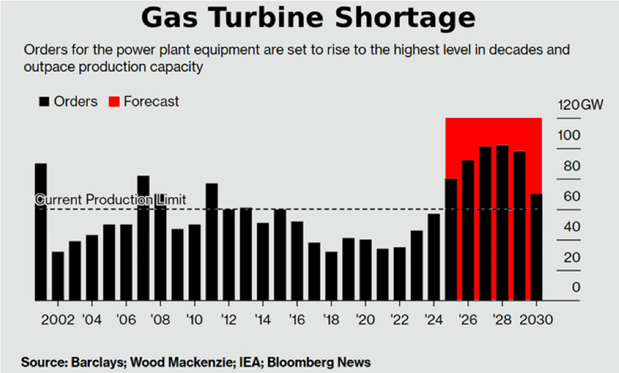 Gas Turbine Shortage
Orders for the power plant equipment are set to rise to the highest level in decades and
outpace production capacity
Orders Forecast
120GW
100
80
Current Production Limit
60
40
20
0
2002 '04 '06 '08 '10 '12 '14 '16 '18 '20 '22 '24 '26 '28 2030
Source: Barclays; Wood Mackenzie; IEA; Bloomberg News